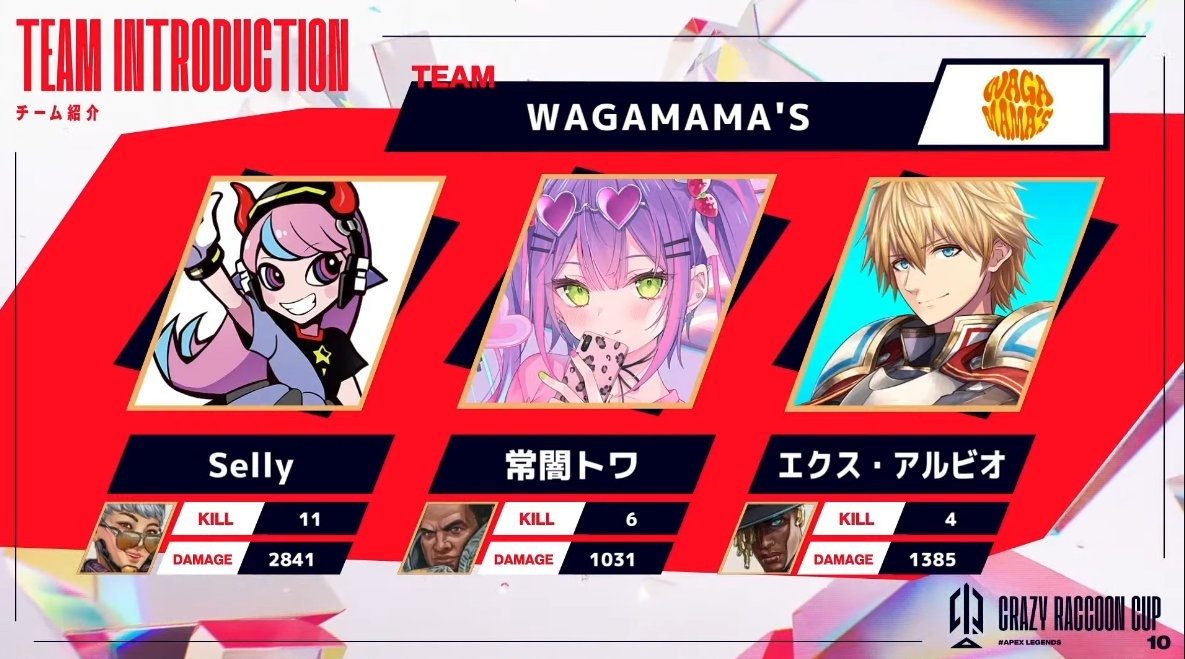 TEAM INTRODUCTION
チーム紹介
TEAM
WAGAMAMA'S
WAGA
MAMA'S
Selly
常闇トワ
エクス・アルビオ
KILL 11
DAMAGE 2841
KILL 6
DAMAGE 1031
KILL 4
DAMAGE 1385
CRAZY RACCOON CUP
#APEX LEGENDS
10